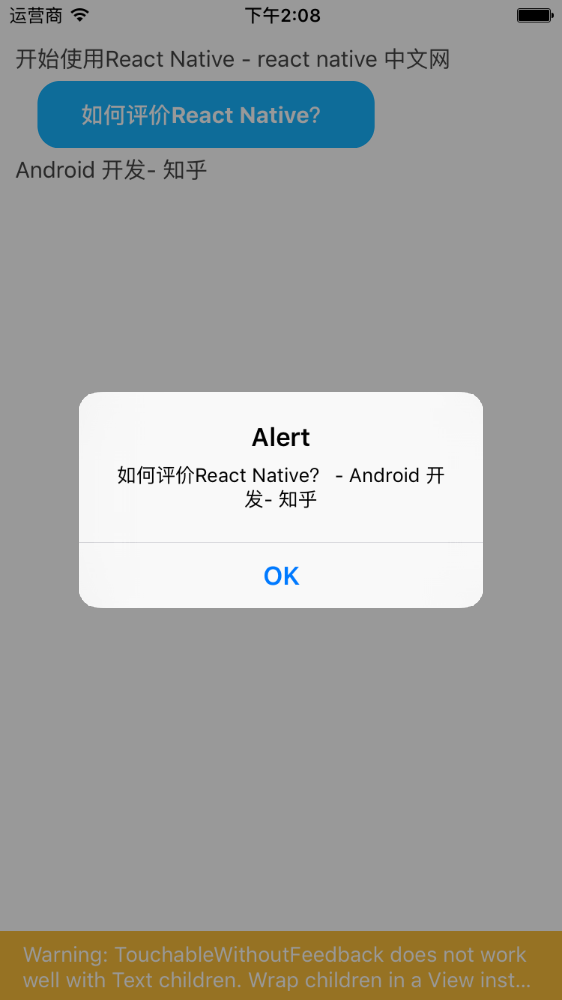 运营商 下午2:08
开始使用React Native - react native 中文网
如何评价React Native?
Android 开发- 知乎
Alert
如何评价React Native?   - Android 开
发- 知乎
OK
Warning: TouchableWithoutFeedback does not work
well with Text children. Wrap children in a View inst...